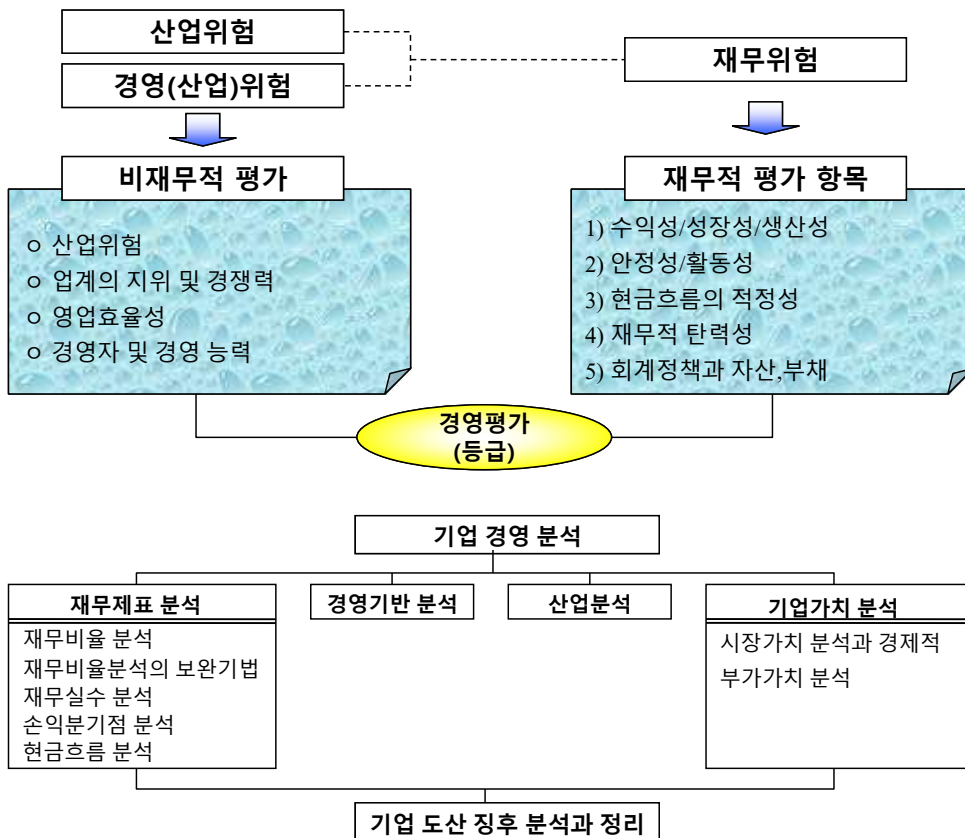 산업위험
경영(산업)위험
재무위험
비재무적 평가
ㅇ 산업위험
ㅇ 업계의 지위 및 경쟁력
ㅇ 영업효율성
ㅇ 경영자 및 경영 능력
재무적 평가 항목
1) 수익성/성장성/생산성
2) 안정성/활동성
3) 현금흐름의 적정성
4) 재무적 탄력성
5) 회계정책과 자산,부채
경영평가
(등급)
기업 경영 분석
재무제표 분석
재무비율 분석
재무비율분석의 보완기법
재무실수 분석
손익분기점 분석
현금흐름 분석
경영기반 분석
산업분석
기업가치 분석
시장가치 분석과 경제적
부가가치 분석
기업 도산 징후 분석과 정리